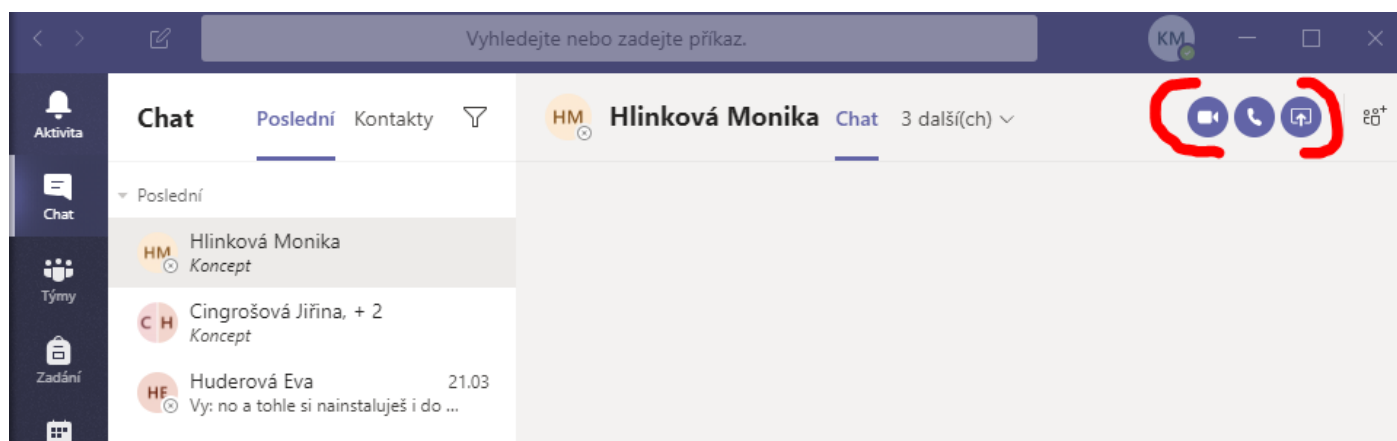 Vyhledejte nebo zadejte příkaz.
KM
Aktivita
Chat
Týmy
Zadání
Chat Poslední Kontakty
Poslední
HM Hlinková Monika
Koncept
C H Cingrošová Jiřina, + 2
Koncept
HE Huderová Eva 21.03
Vy: no a tohle si nainstaluješ i do ...
HM Hlinková Monika Chat 3 další(ch)